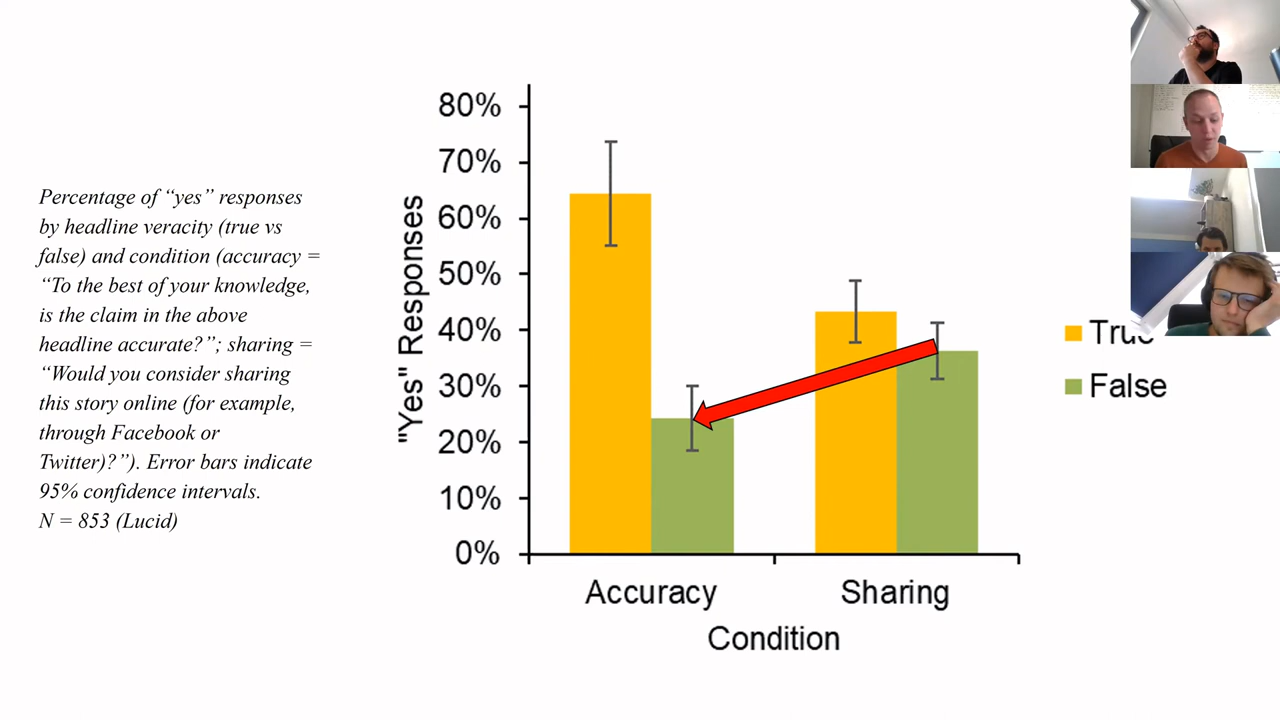 Percentage of “yes” responses
by headline veracity (true vs
false) and condition (accuracy =
“To the best of your knowledge,
is the claim in the above
headline accurate?”; sharing =
“Would you consider sharing
this story online (for example,
through Facebook or
Twitter)?”). Error bars indicate
95% confidence intervals.
N = 853 (Lucid)
"Yes" Responses
80%
70%
60%
50%
40%
30%
20%
10%
0%
Accuracy
Sharing
Condition
True
False